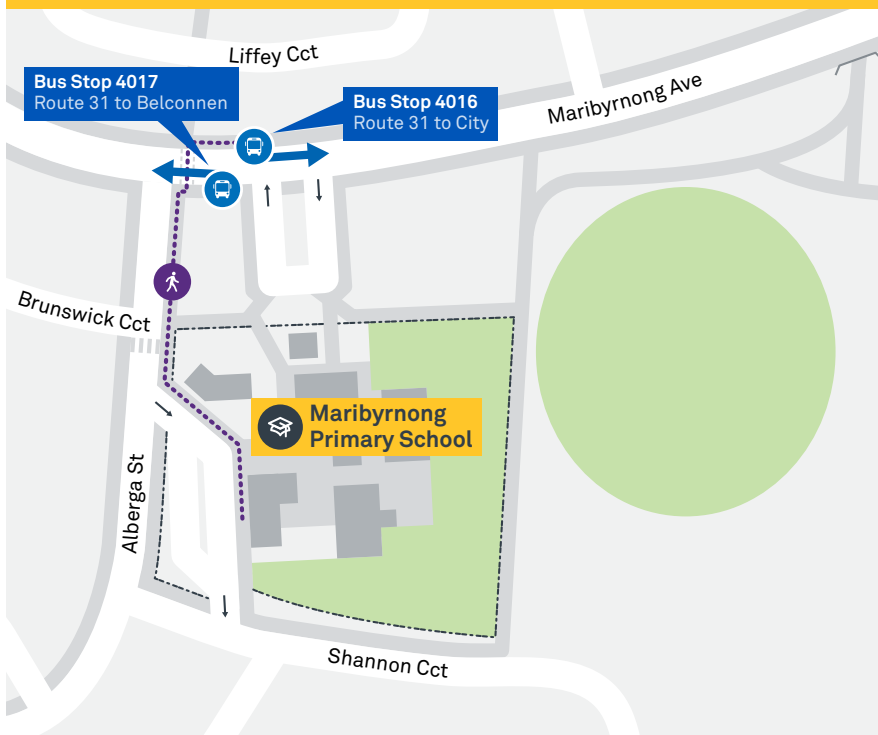 Liffey Cct
Bus Stop 4017
Route 31 to Belconnen
Bus Stop 4016
Route 31 to City
Maribyrnong Ave
Brunswick Cct
Maribyrnong
Primary School
Alberga St
Shannon Cct